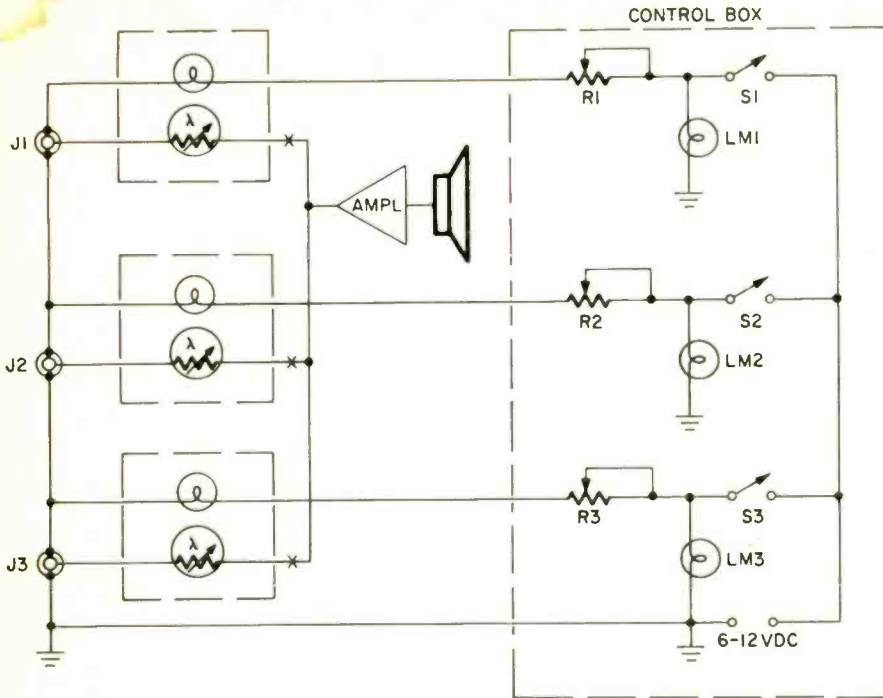 CONTROL BOX
R1
S1
J1
λ
LM1
AMPL
R2
S2
J2
λ
LM2
R3
S3
J3
λ
LM3
6-12VDC